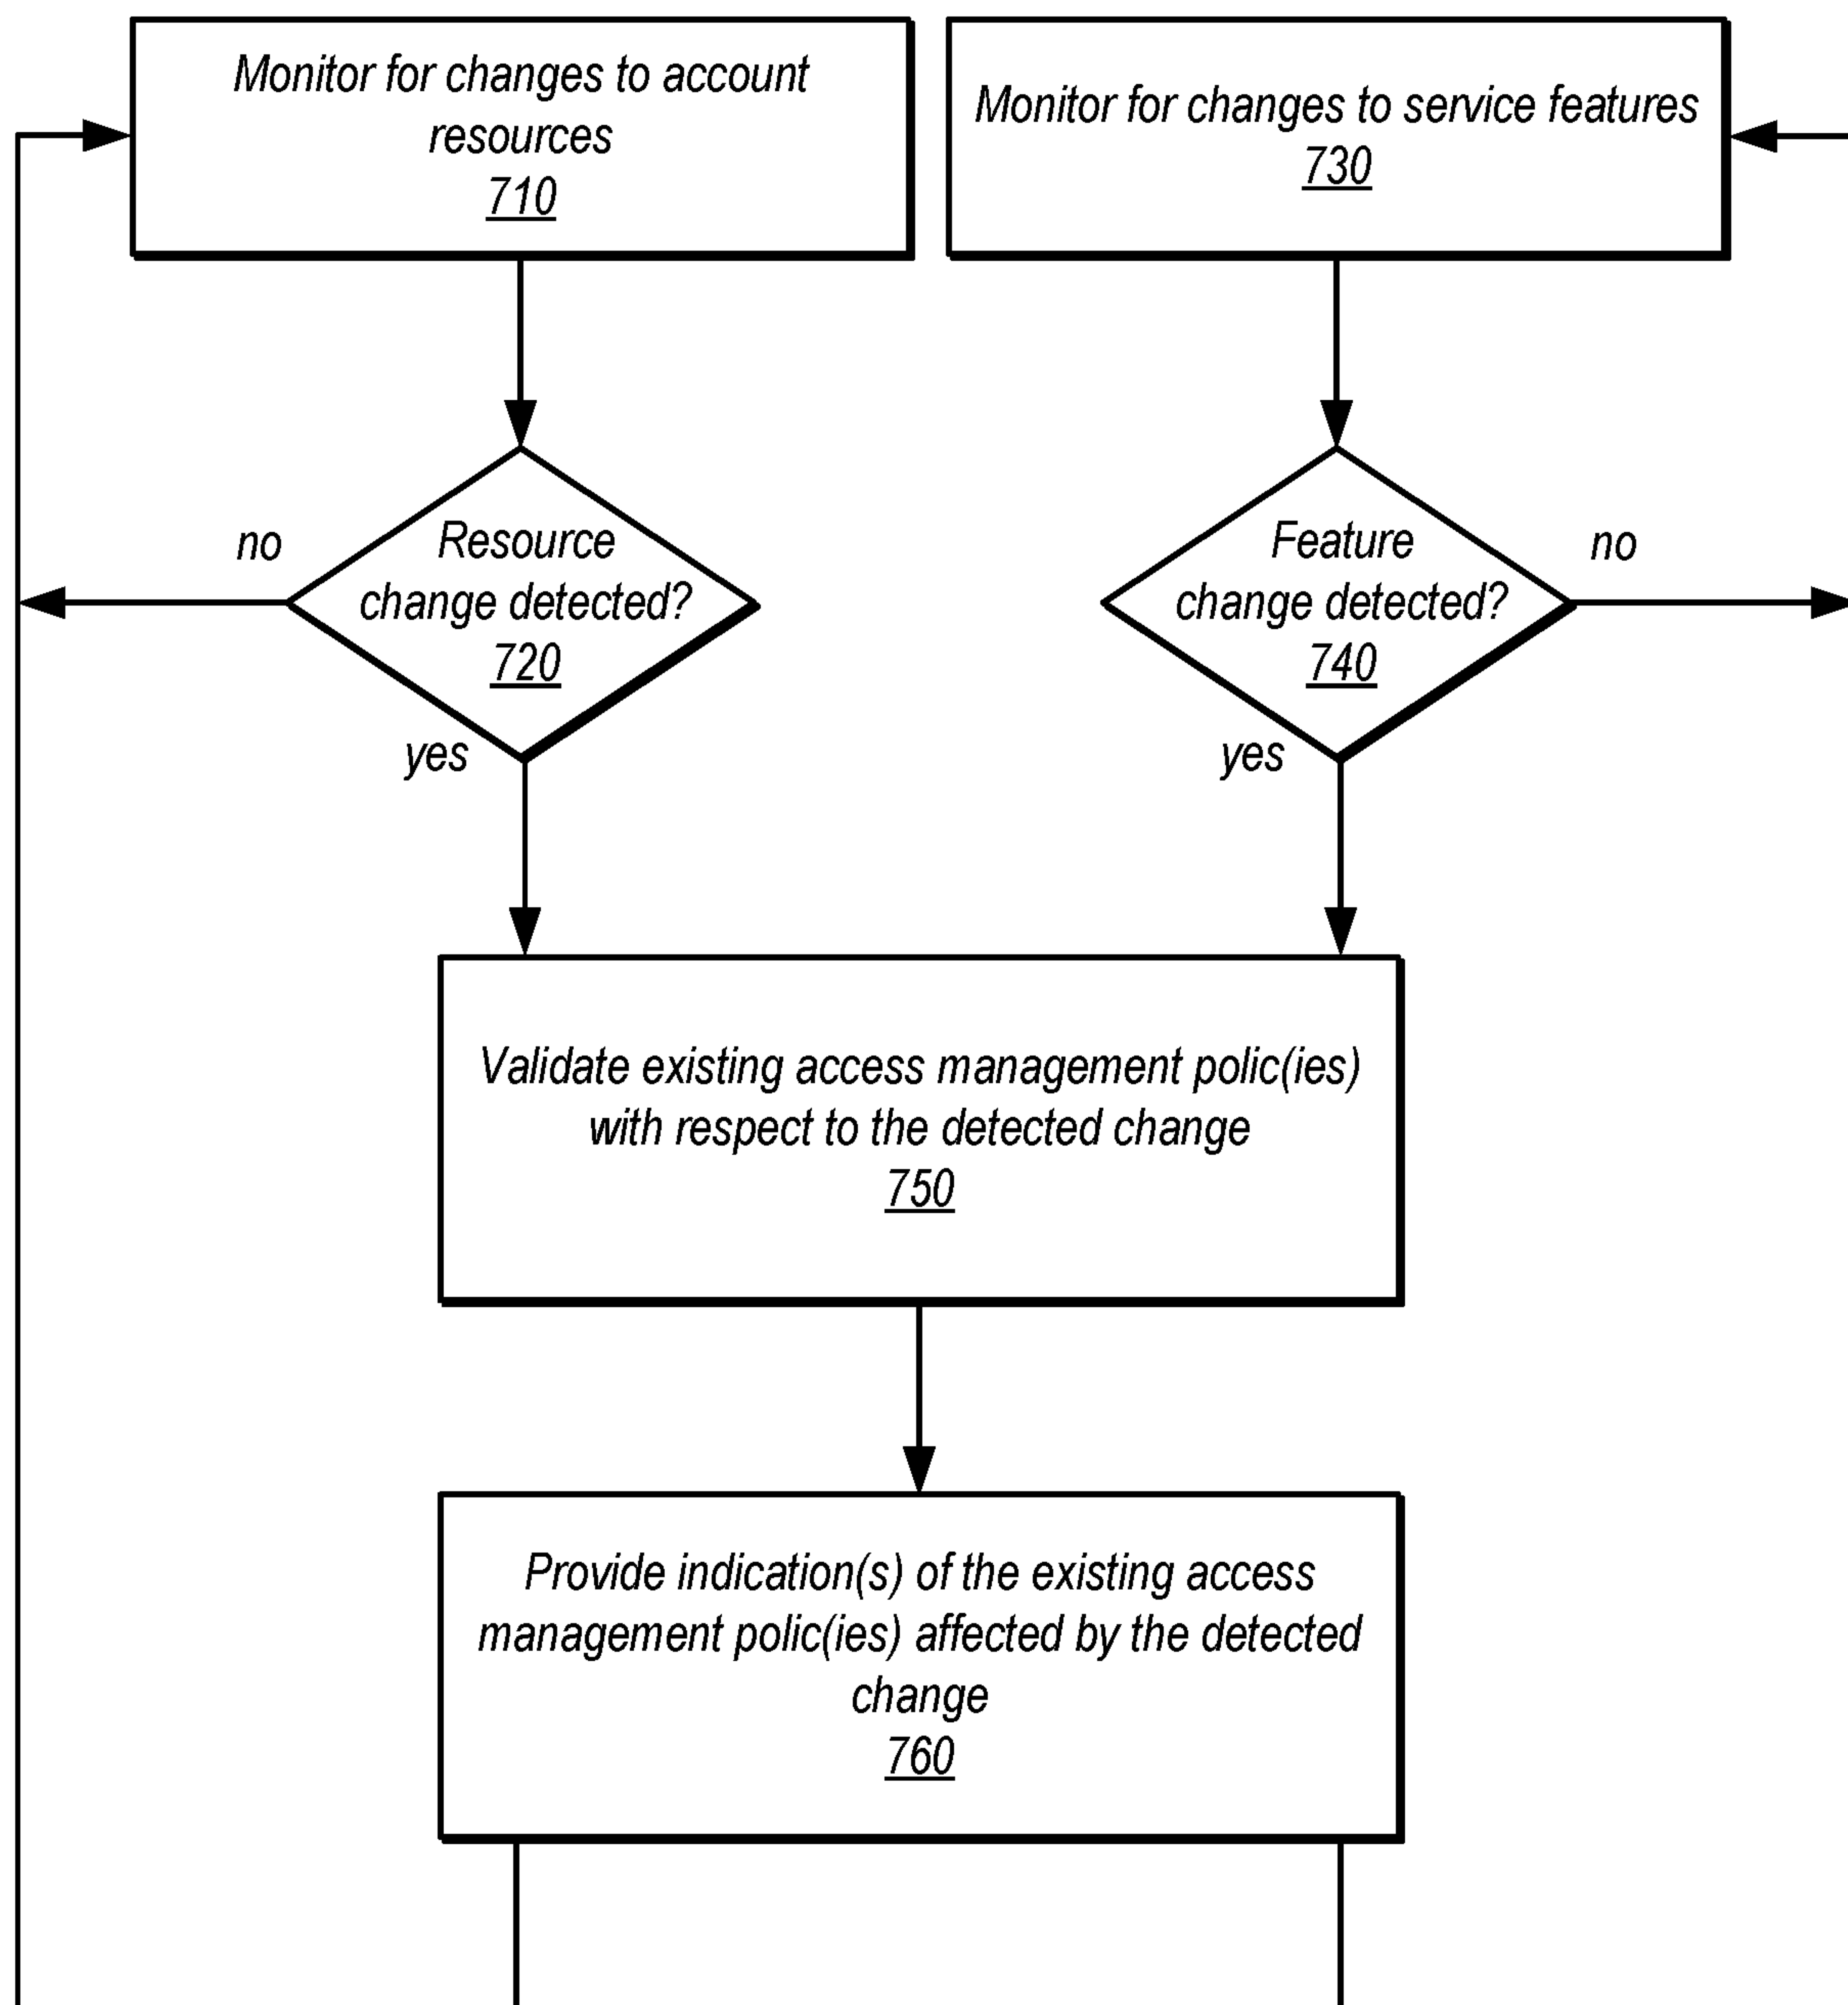 Monitor for changes to account
resources
710
Monitor for changes to service features
730
Resource
change detected?
720
no
yes
Feature
change detected?
740
no
yes
Validate existing access management polic(ies)
with respect to the detected change
750
Provide indication(s) of the existing access
management polic(ies) affected by the detected
change
760